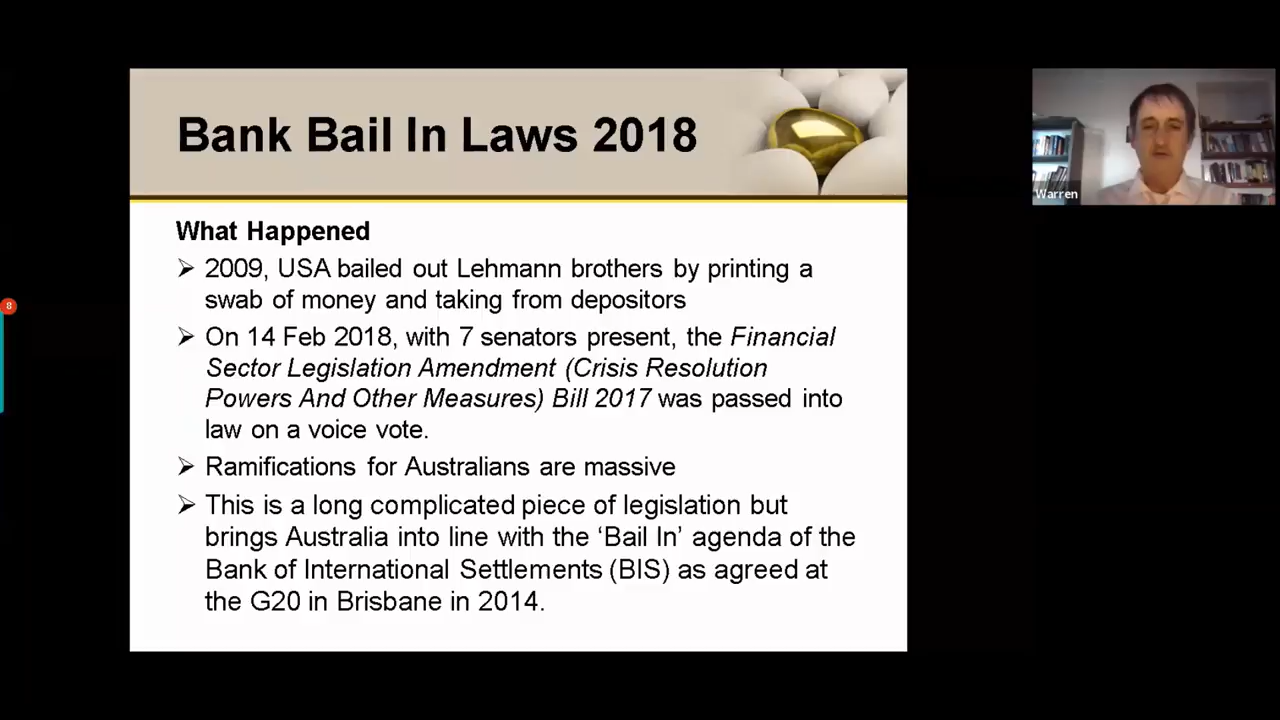 Bank Bail In Laws 2018
Warren
What Happened
2009, USA bailed out Lehmann brothers by printing a
swab of money and taking from depositors
8
On 14 Feb 2018, with 7 senators present, the Financial
Sector Legislation Amendment (Crisis Resolution
Powers And Other Measures) Bill 2017 was passed into
law on a voice vote.
Ramifications for Australians are massive
This is a long complicated piece of legislation but
brings Australia into line with the ‘Bail In’ agenda of the
Bank of International Settlements (BIS) as agreed at
the G20 in Brisbane in 2014.